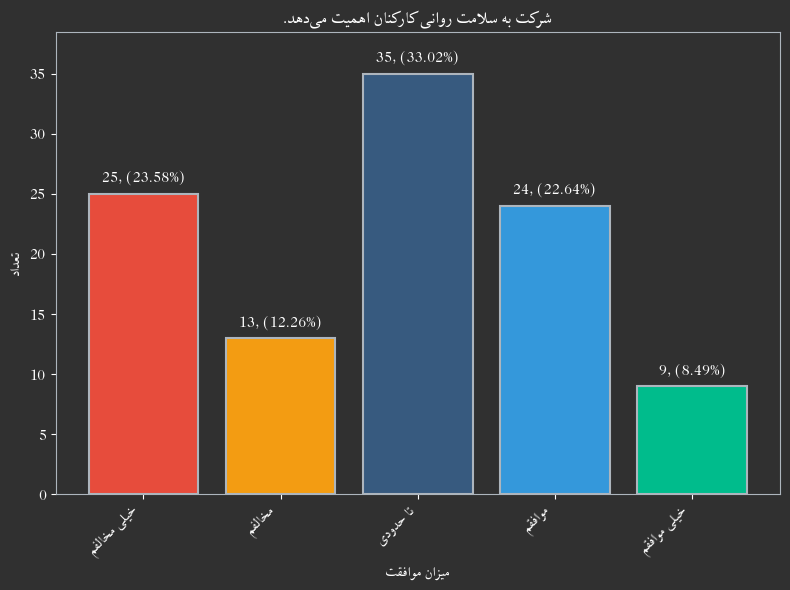 شرکت به سلامت روانی کارکنان اهمیت می‌دهد.
35, (33.02%)
25, (23.58%)
24, (22.64%)
13, (12.26%)
9, (8.49%)
35
30
25
20
15
10
5
0
تعداد
خیلی مخالفم
مخالفم
تا حدودی
موافقم
خیلی موافقم
میزان موافقت